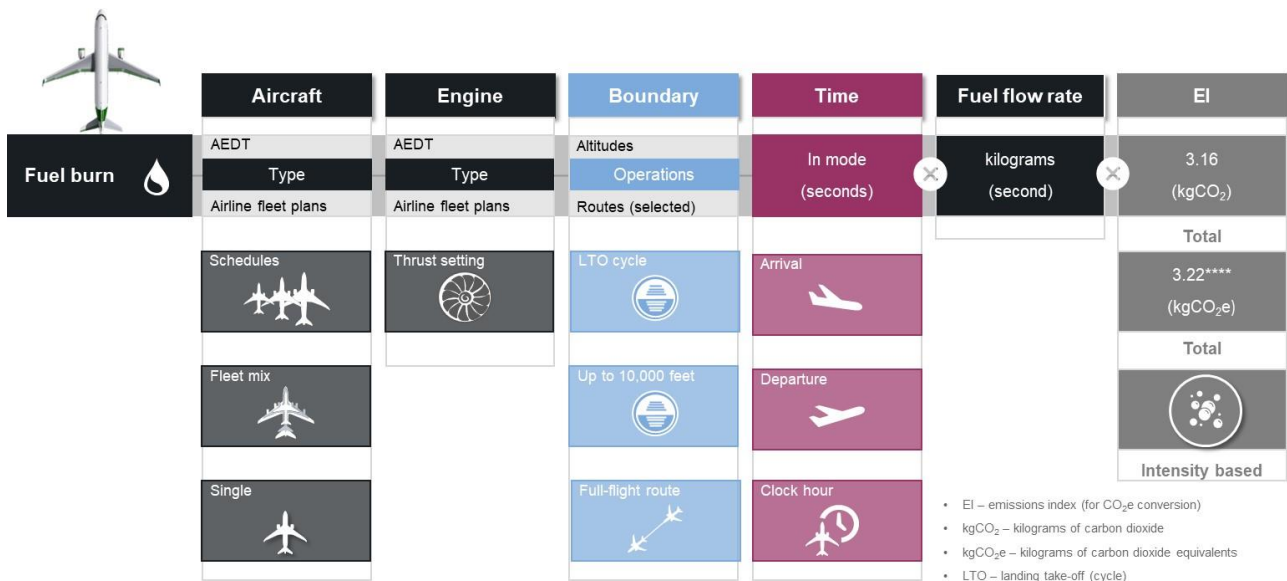 Aircraft
Engine
Boundary
Time
Fuel flow rate
EI
Fuel burn
AEDT
Type
Airline fleet plans
AEDT
Type
Airline fleet plans
Altitudes
Operations
Routes (selected)
In mode
(seconds)
kilograms
(second)
3.16
(kgCO₂)
Total
Schedules
Thrust setting
LTO cycle
Arrival
3.22****
(kgCO₂e)
Total
Fleet mix
Up to 10,000 feet
Departure
Intensity based
Single
Full-flight route
Clock hour
• EI – emissions index (for CO₂e conversion)
• kgCO₂ – kilograms of carbon dioxide
• kgCO₂e – kilograms of carbon dioxide equivalents
• LTO – landing take-off (cycle)